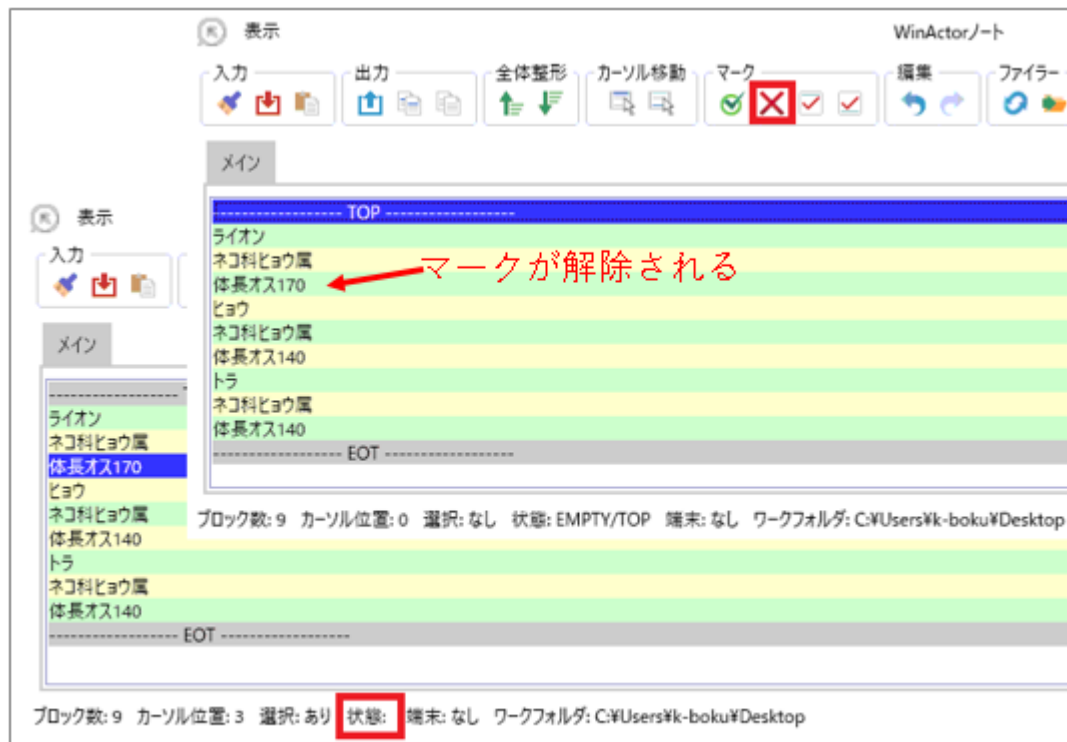 表示
WinActorノート
入力 出力 全体整形 カーソル移動 マーク 編集 ファイラー
メイン
------------------ TOP ------------------
ライオン
ネコ科ヒョウ属
体長オス170
マークが解除される
ヒョウ
ネコ科ヒョウ属
体長オス140
トラ
ネコ科ヒョウ属
体長オス140
------------------ EOT ------------------
ブロック数: 9 カーソル位置: 0 選択: なし 状態: EMPTY/TOP 端末: なし ワークフォルダ: C:¥Users¥k-boku¥Desktop
表示
入力
メイン
------------------
ライオン
ネコ科ヒョウ属
体長オス170
ヒョウ
ネコ科ヒョウ属
体長オス140
トラ
ネコ科ヒョウ属
体長オス140
------------------ EOT ------------------
ブロック数: 9 カーソル位置: 3 選択: あり 状態: 端末: なし ワークフォルダ: C:¥Users¥k-boku¥Desktop